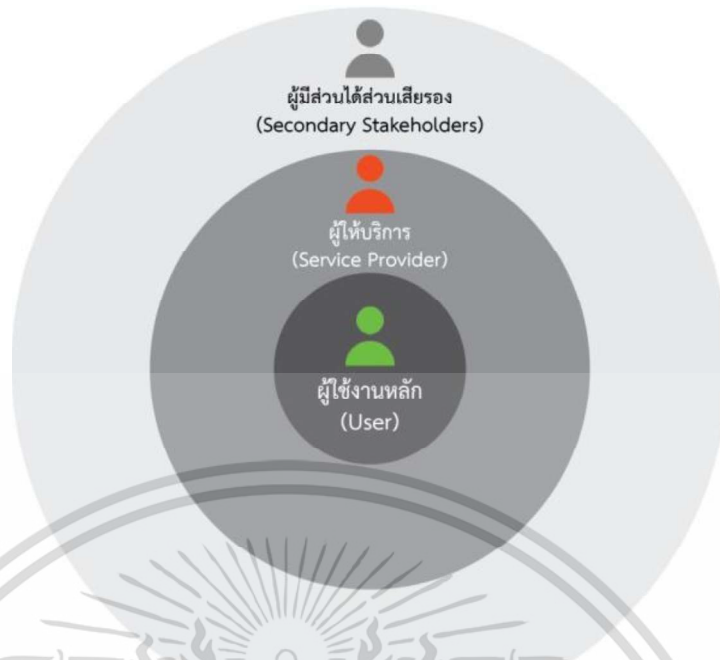 ผู้มีส่วนได้ส่วนเสียรอง
(Secondary Stakeholders)
ผู้ให้บริการ
(Service Provider)
ผู้ใช้งานหลัก
(User)